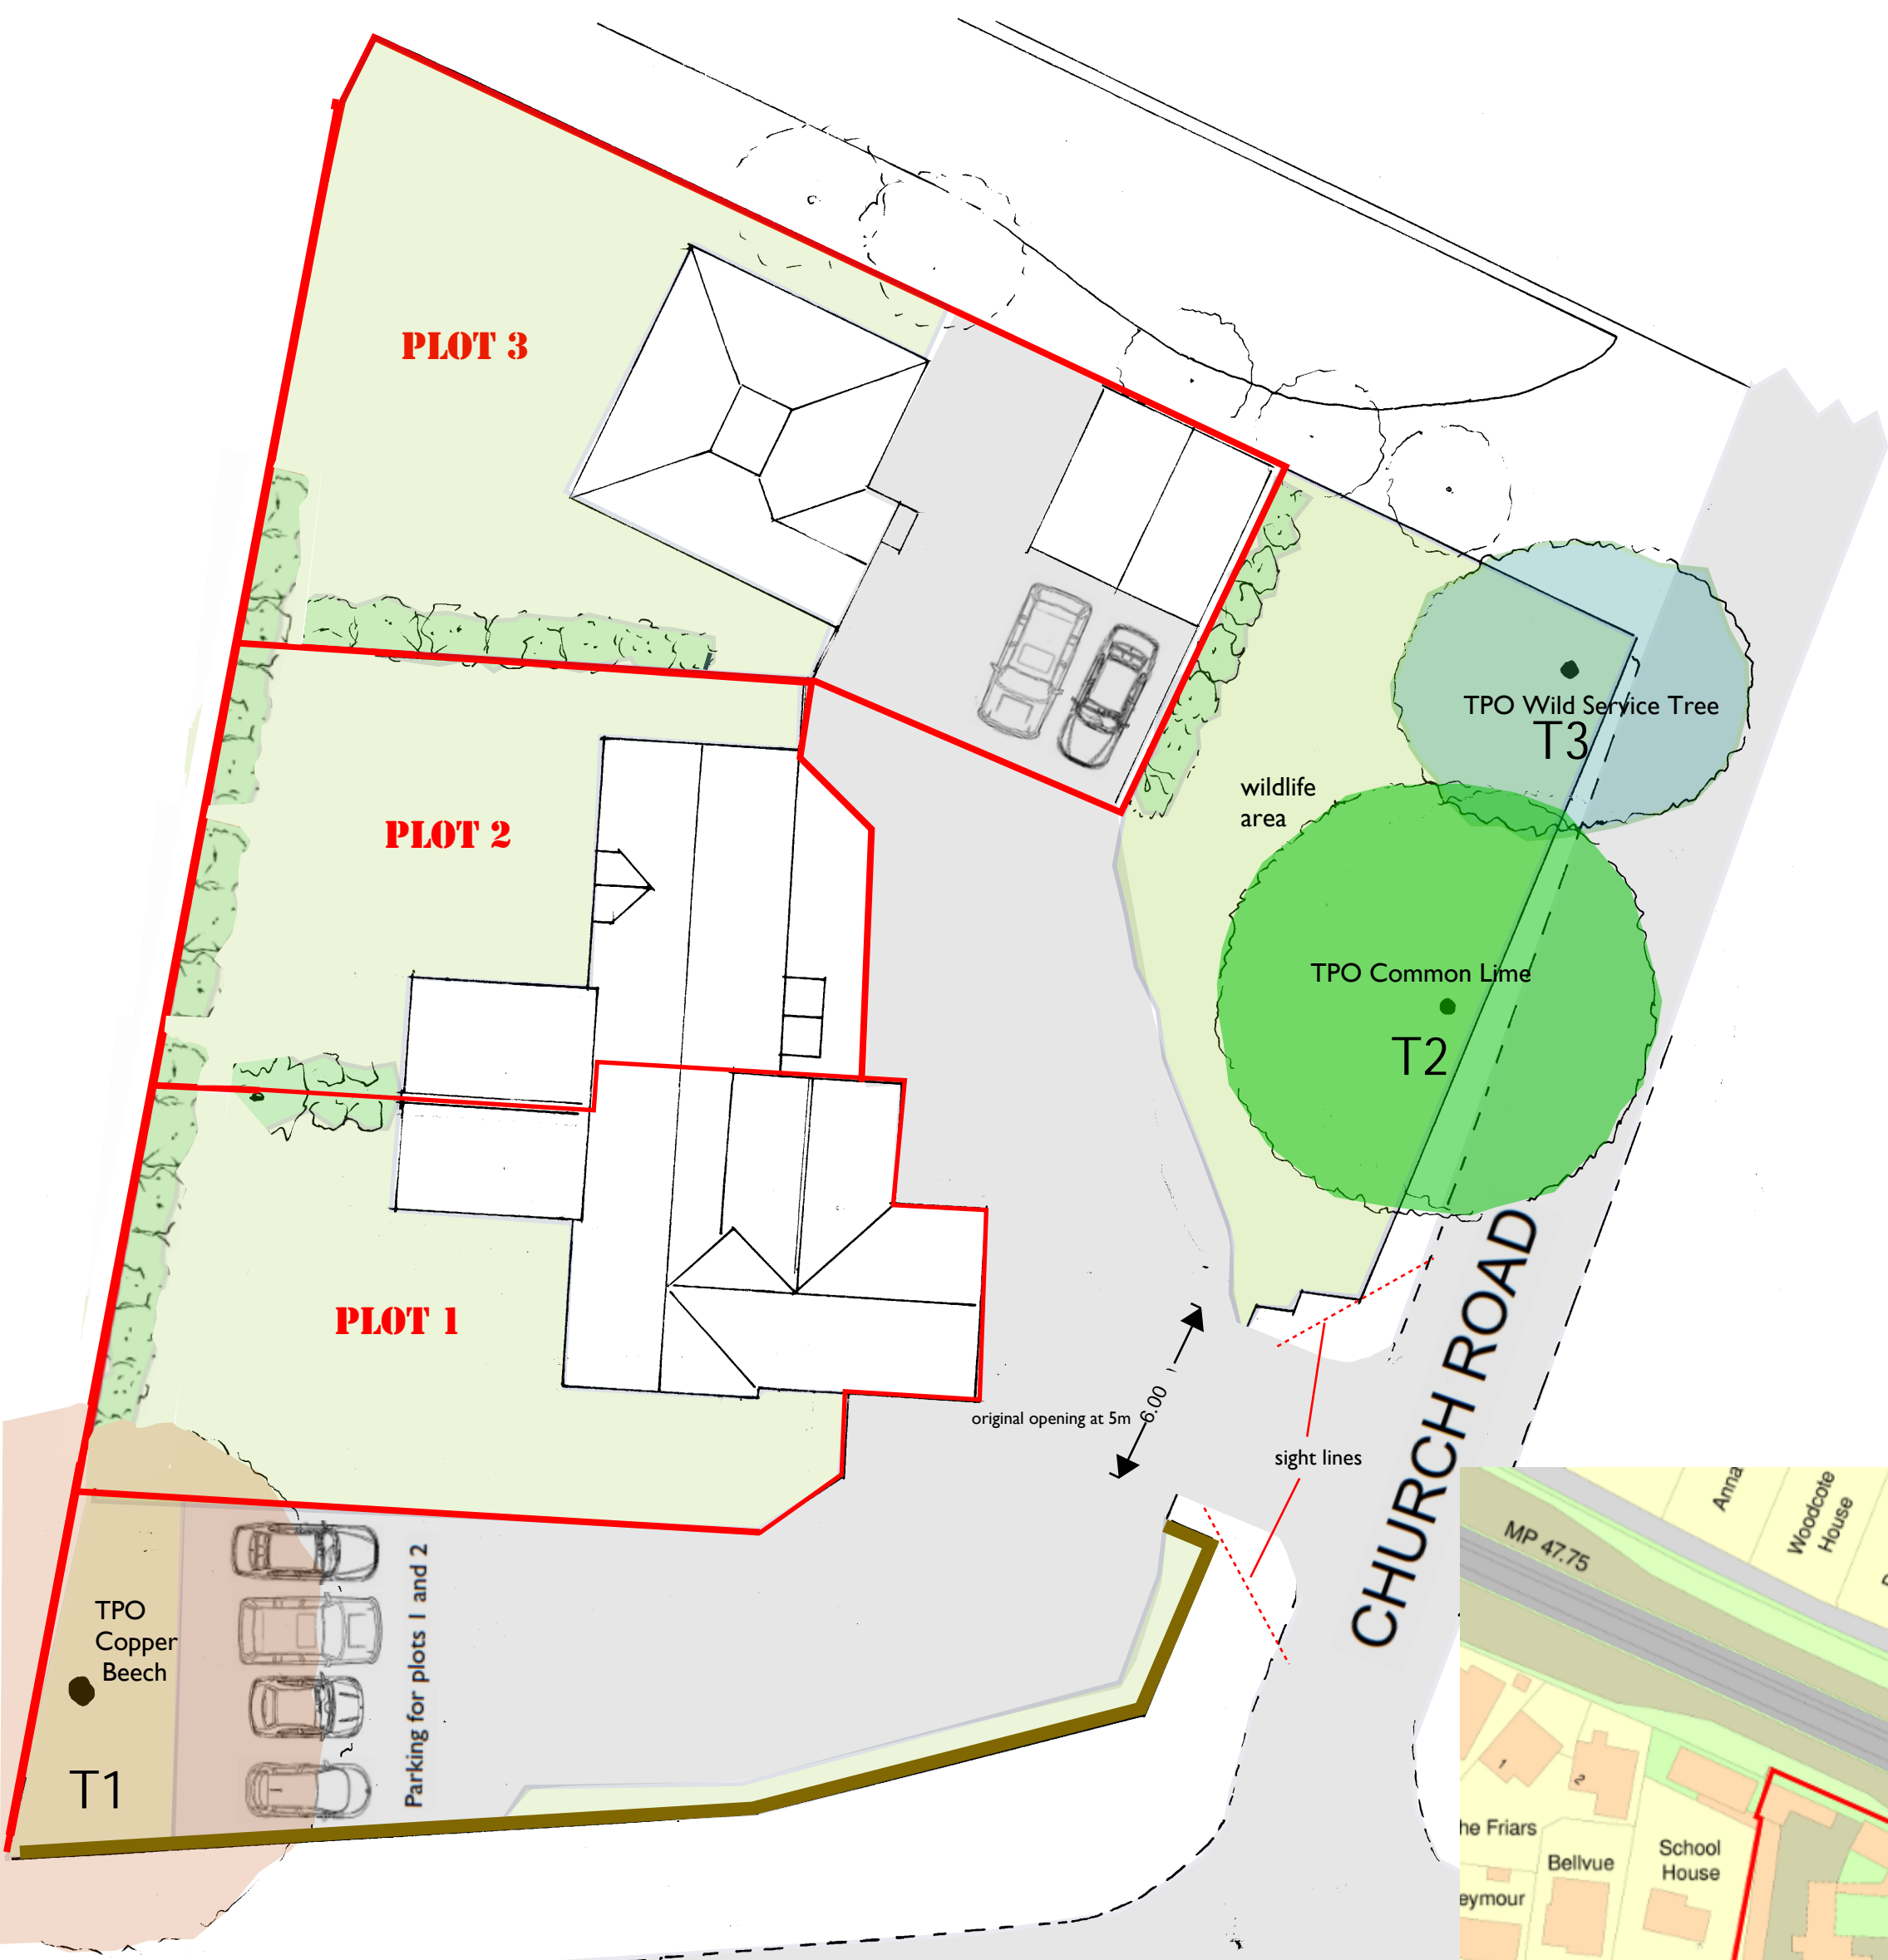 PLOT 3
TPO Wild Service Tree
T3
wildlife
area
PLOT 2
TPO Common Lime
T2
PLOT 1
original opening at 5m
6.00
sight lines
CHURCH ROAD
Parking for plots 1 and 2
TPO
Copper
Beech
T1
Anna
Woodcote
House
MP 47.75
1
2
he Friars
Bellvue
School
House
eymour